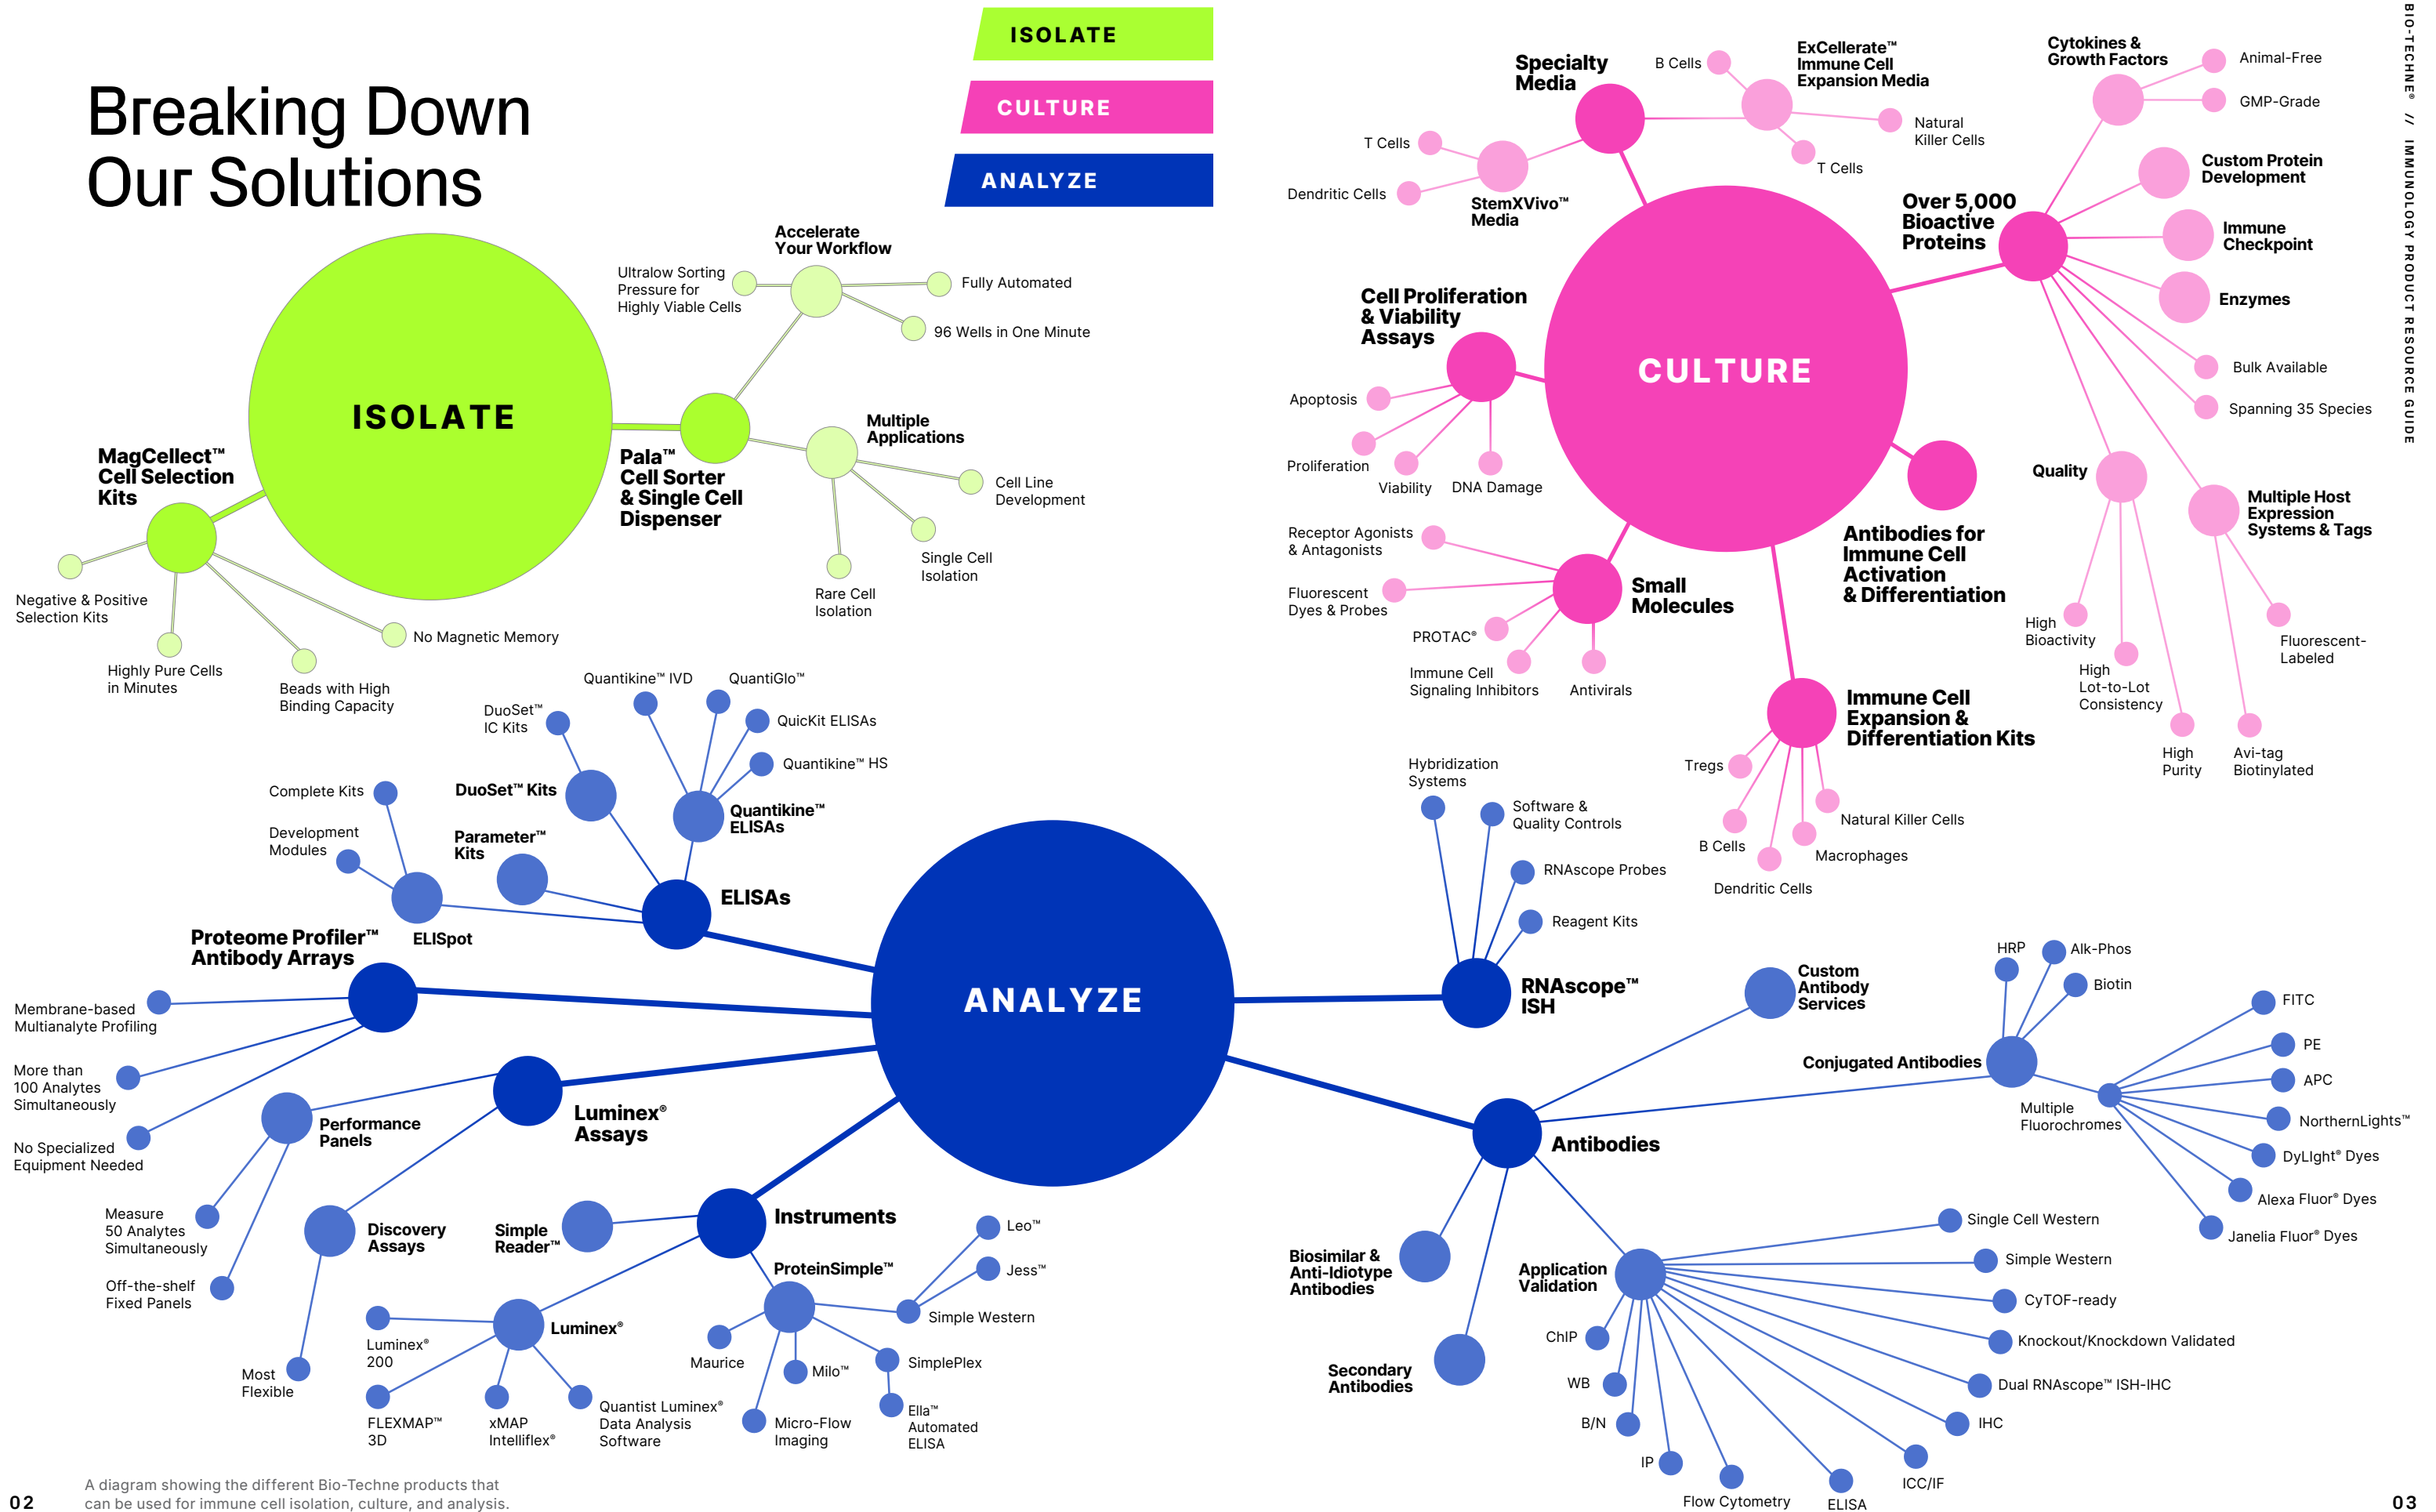 Breaking Down
Our Solutions
ISOLATE
CULTURE
ANALYZE
BIO-TECHNE® // IMMUNOLOGY PRODUCT RESOURCE GUIDE
ISOLATE
MagCellect™
Cell Selection
Kits
Negative & Positive
Selection Kits
Highly Pure Cells
in Minutes
Beads with High
Binding Capacity
No Magnetic Memory
Pala™
Cell Sorter
& Single Cell
Dispenser
Accelerate
Your Workflow
Ultralow Sorting
Pressure for
Highly Viable Cells
Fully Automated
96 Wells in One Minute
Multiple
Applications
Cell Line
Development
Single Cell
Isolation
Rare Cell
Isolation
CULTURE
Specialty
Media
B Cells
ExCellerate™
Immune Cell
Expansion Media
Natural
Killer Cells
T Cells
T Cells
Dendritic Cells
StemXVivo™
Media
Cytokines &
Growth Factors
Animal-Free
GMP-Grade
Custom Protein
Development
Over 5,000
Bioactive
Proteins
Immune
Checkpoint
Enzymes
Bulk Available
Spanning 35 Species
Quality
High
Bioactivity
High
Lot-to-Lot
Consistency
High
Purity
Multiple Host
Expression
Systems & Tags
Fluorescent-
Labeled
Avi-tag
Biotinylated
Cell Proliferation
& Viability
Assays
Apoptosis
Proliferation
Viability
DNA Damage
Receptor Agonists
& Antagonists
Fluorescent
Dyes & Probes
PROTAC®
Immune Cell
Signaling Inhibitors
Antivirals
Small
Molecules
Antibodies for
Immune Cell
Activation
& Differentiation
Immune Cell
Expansion &
Differentiation Kits
Tregs
B Cells
Dendritic Cells
Macrophages
Natural Killer Cells
ANALYZE
DuoSet™
IC Kits
DuoSet™ Kits
Quantikine™ IVD
QuantiGlo™
QuicKit ELISAs
Quantikine™ HS
Quantikine™
ELISAs
Parameter™
Kits
Complete Kits
Development
Modules
ELISpot
ELISAs
Proteome Profiler™
Antibody Arrays
Membrane-based
Multianalyte Profiling
More than
100 Analytes
Simultaneously
No Specialized
Equipment Needed
Luminex®
Assays
Performance
Panels
Measure
50 Analytes
Simultaneously
Off-the-shelf
Fixed Panels
Discovery
Assays
Most
Flexible
Instruments
Simple
Reader™
Luminex®
Luminex®
200
FLEXMAP™
3D
xMAP
Intelliflex®
Quantist Luminex®
Data Analysis
Software
ProteinSimple™
Maurice
Micro-Flow
Imaging
Milo™
SimplePlex
Ella™
Automated
ELISA
Simple Western
Leo™
Jess™
Hybridization
Systems
Software &
Quality Controls
RNAscope Probes
Reagent Kits
RNAscope™
ISH
Antibodies
Custom
Antibody
Services
Conjugated Antibodies
HRP
Alk-Phos
Biotin
Multiple
Fluorochromes
FITC
PE
APC
NorthernLights™
DyLIght® Dyes
Alexa Fluor® Dyes
Janelia Fluor® Dyes
Biosimilar &
Anti-Idiotype
Antibodies
Secondary
Antibodies
Application
Validation
Single Cell Western
Simple Western
CyTOF-ready
Knockout/Knockdown Validated
Dual RNAscope™ ISH-IHC
IHC
ICC/IF
ELISA
Flow Cytometry
IP
B/N
WB
ChIP
02
A diagram showing the different Bio-Techne products that
can be used for immune cell isolation, culture, and analysis.
03